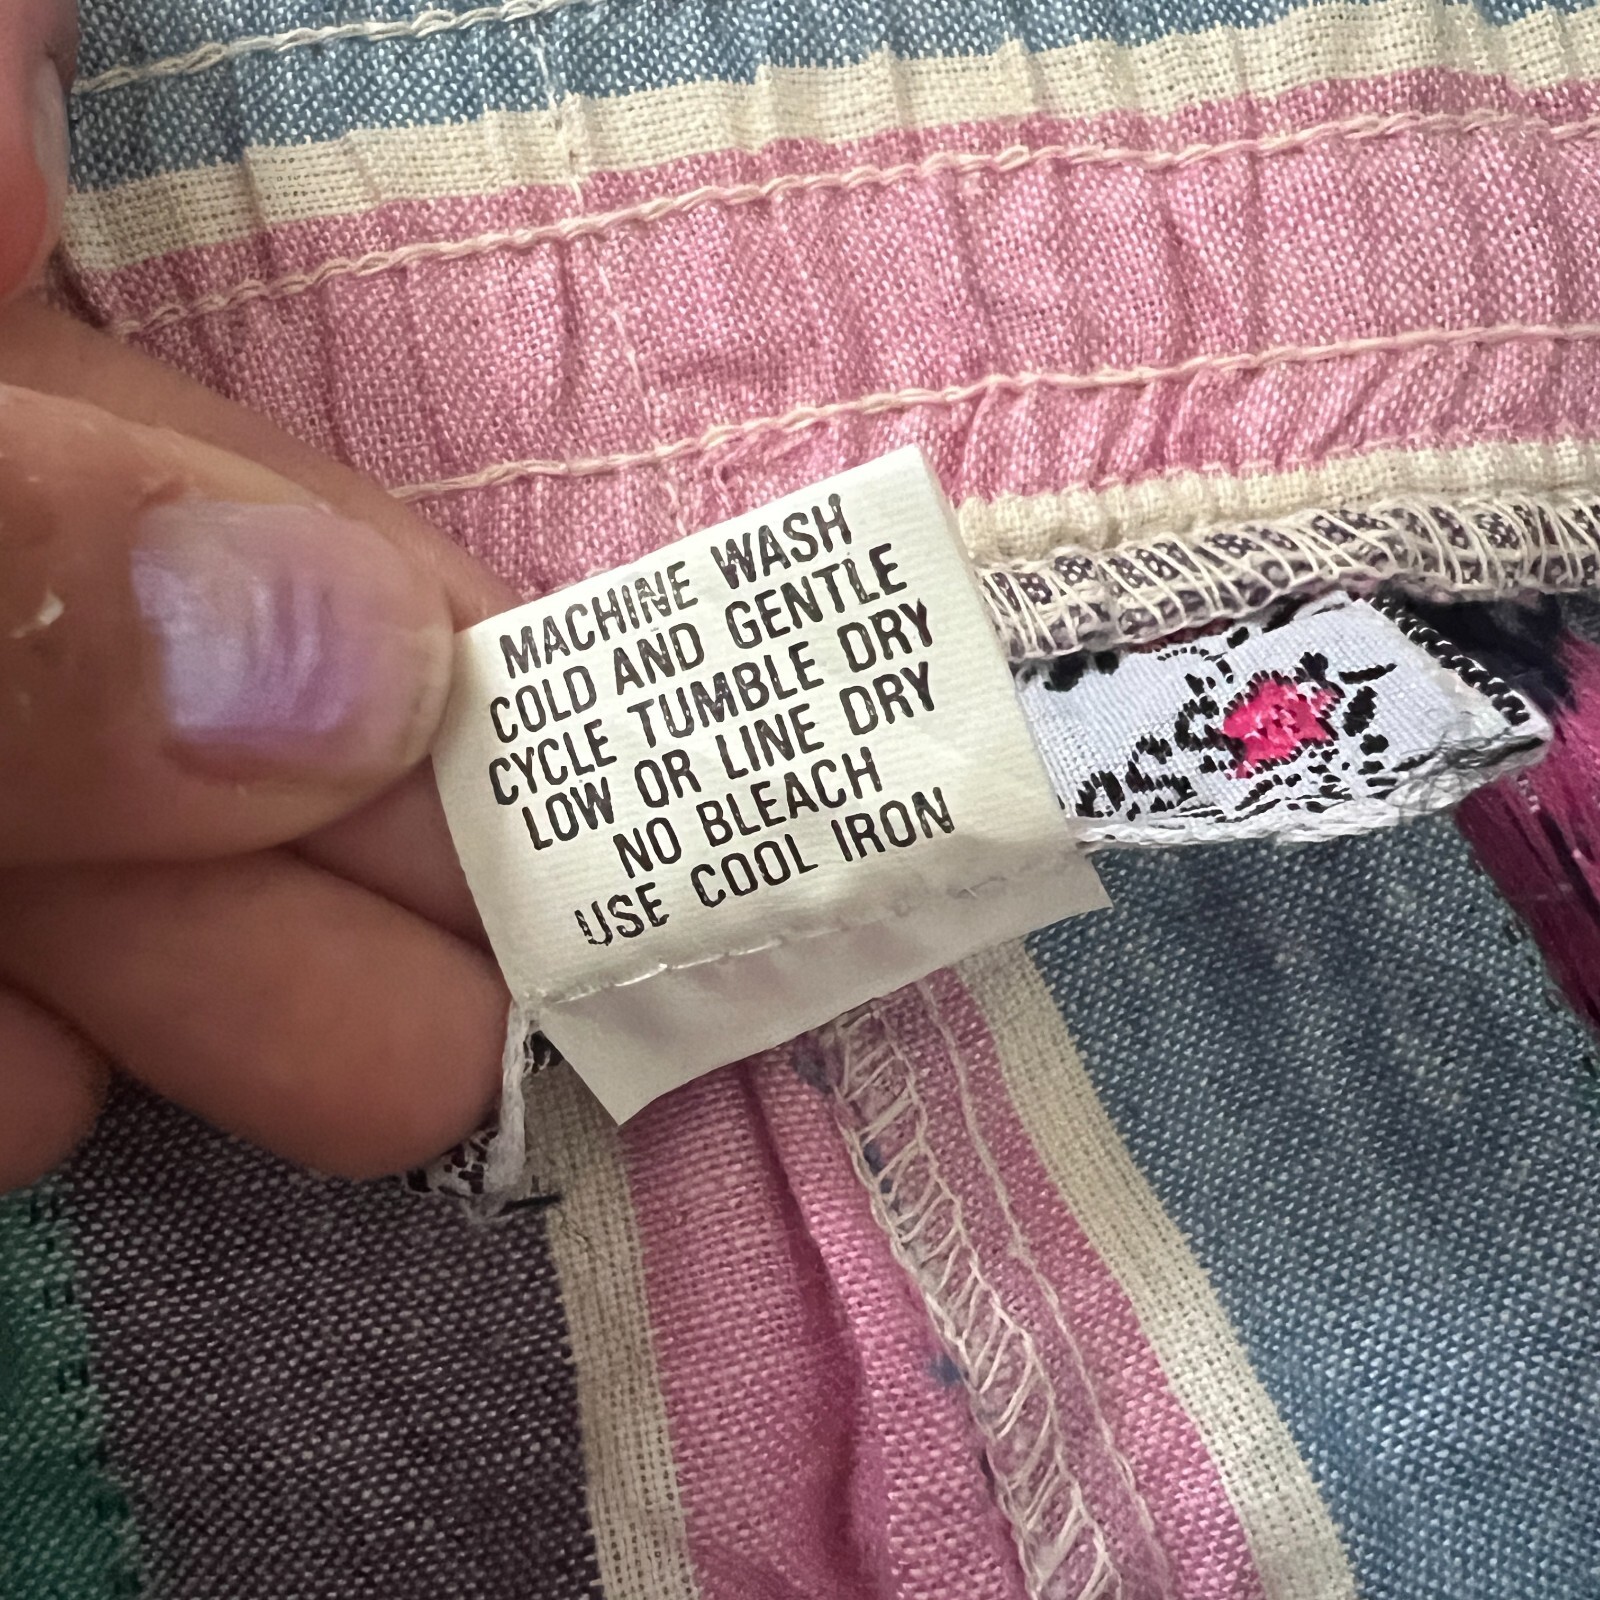 MACHINE WASH
COLD AND GENTLE
CYCLE TUMBLE DRY
LOW OR LINE DRY
NO BLEACH
USE COOL IRON